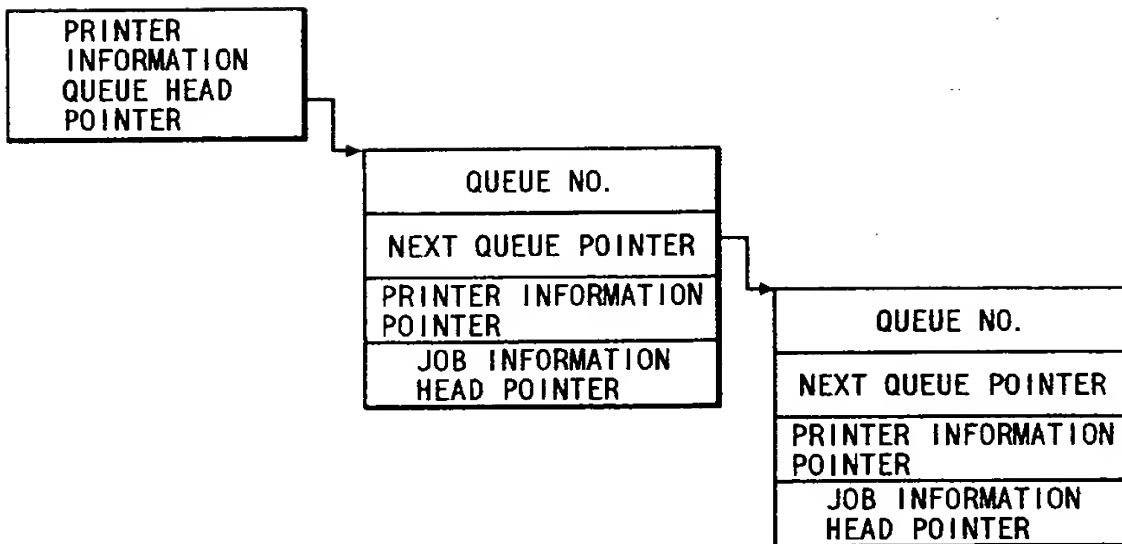 PRINTER
INFORMATION
QUEUE HEAD
POINTER
QUEUE NO.
NEXT QUEUE POINTER
PRINTER INFORMATION
POINTER
JOB INFORMATION
HEAD POINTER
QUEUE NO.
NEXT QUEUE POINTER
PRINTER INFORMATION
POINTER
JOB INFORMATION
HEAD POINTER